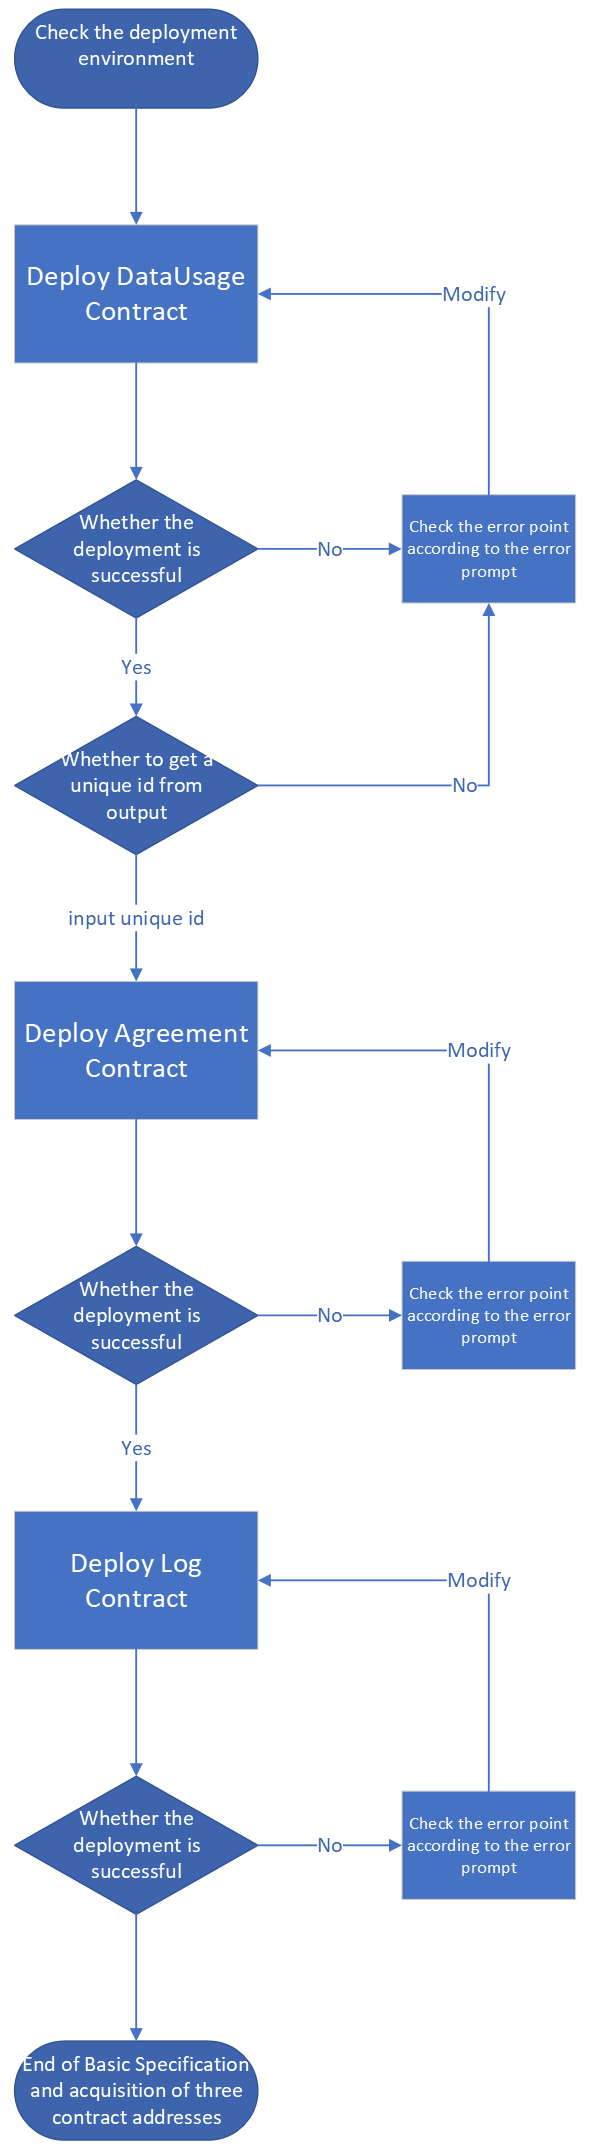 Check the deployment
environment
Deploy DataUsage
Contract
Modify
Whether the
deployment is
successful
No
Check the error point
according to the error
prompt
Yes
Whether to get a
unique id from
output
No
input unique id
Deploy Agreement
Contract
Modify
Whether the
deployment is
successful
No
Check the error point
according to the error
prompt
Yes
Deploy Log
Contract
Modify
Whether the
deployment is
successful
No
Check the error point
according to the error
prompt
End of Basic Specification
and acquisition of three
contract addresses